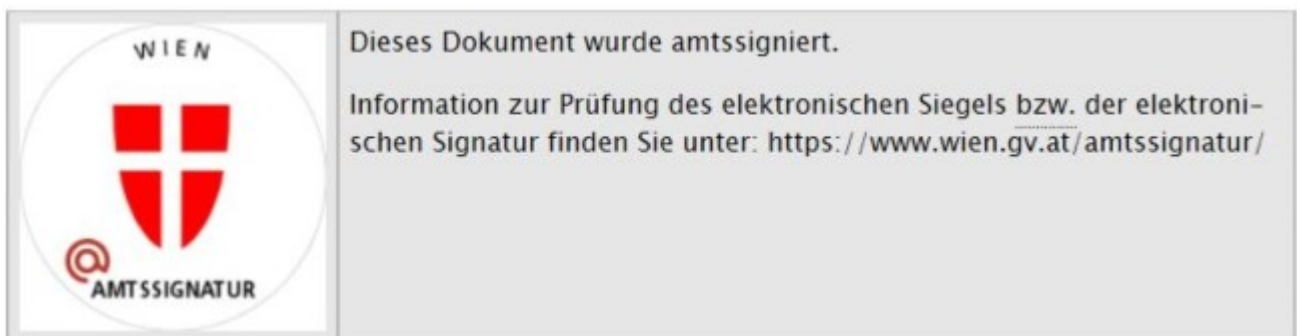 WIEN
@
AMTSSIGNATUR
Dieses Dokument wurde amtssigniert.
Information zur Prüfung des elektronischen Siegels bzw. der elektroni-
schen Signatur finden Sie unter: https://www.wien.gv.at/amtssignatur/